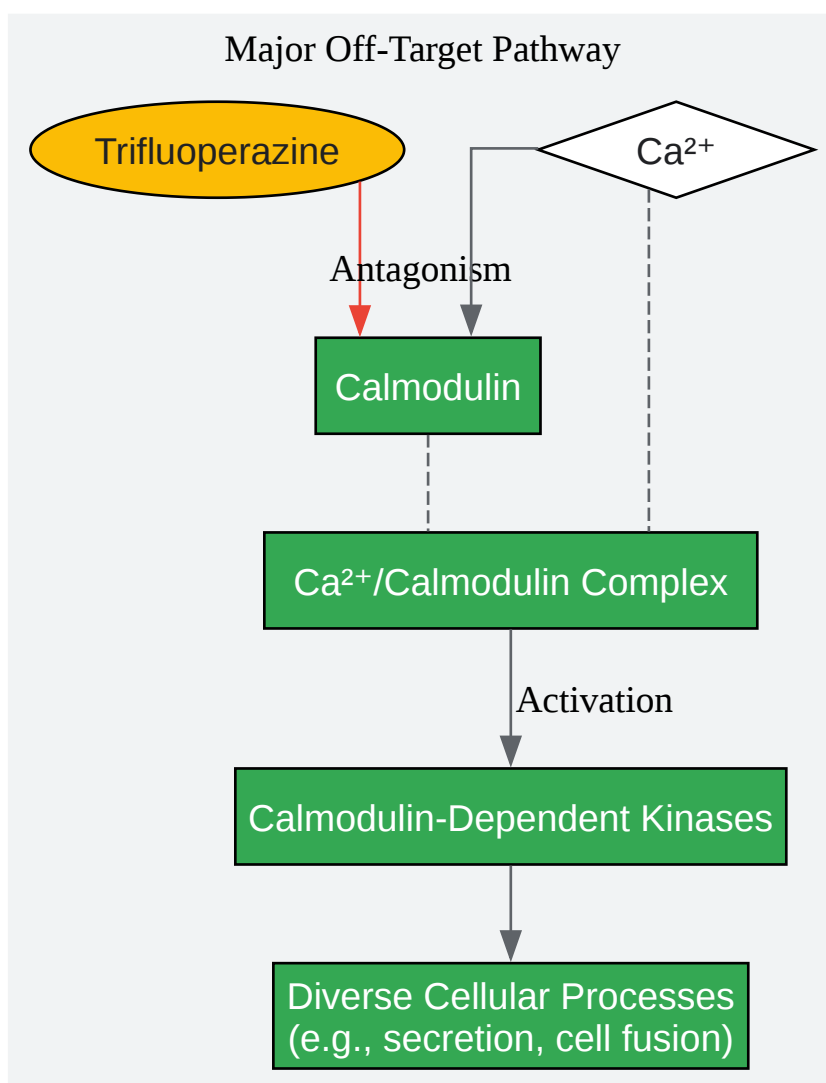 Major Off-Target Pathway
Trifluoperazine
Ca²⁺
Antagonism
Calmodulin
Ca²⁺/Calmodulin Complex
Activation
Calmodulin-Dependent Kinases
Diverse Cellular Processes
(e.g., secretion, cell fusion)